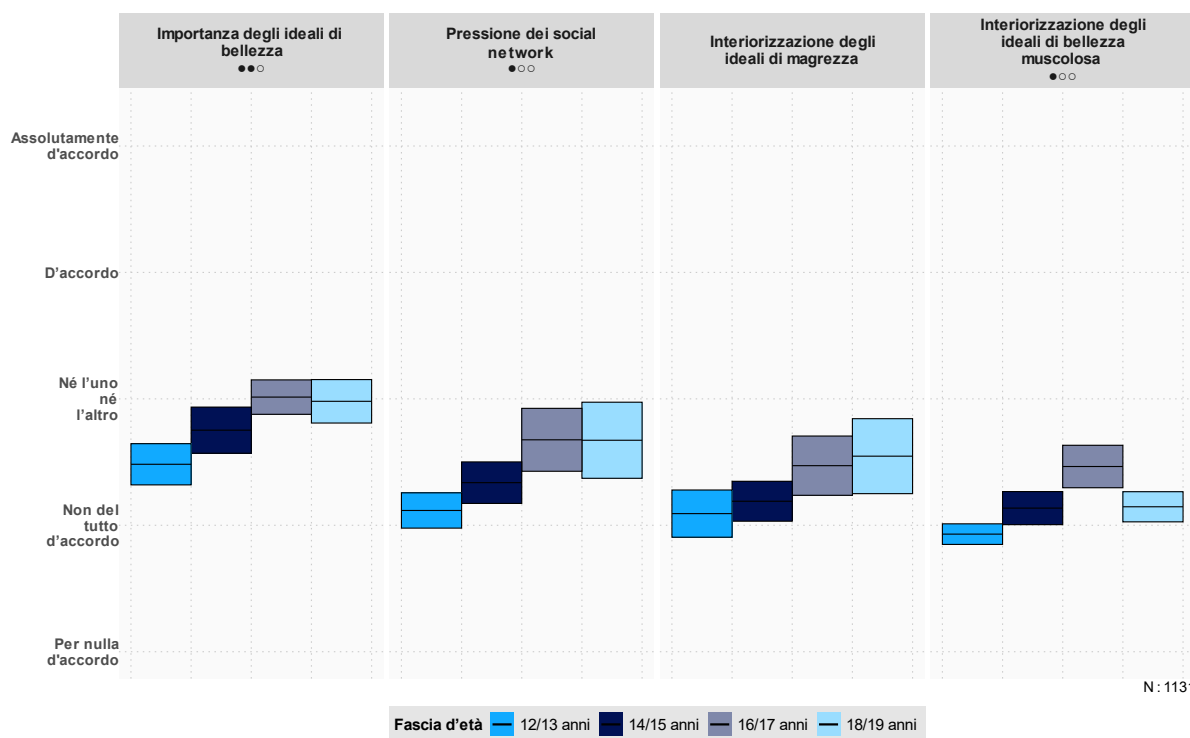 Importanza degli ideali di
bellezza
●●○
Pressione dei social
network
●○○
Interiorizzazione degli
ideali di magrezza
Interiorizzazione degli
ideali di bellezza
muscolosa
●○○
Assolutamente
d'accordo
D'accordo
Né l'uno
né
l'altro
Non del
tutto
d'accordo
Per nulla
d'accordo
N : 1131
Fascia d'età 12/13 anni 14/15 anni 16/17 anni 18/19 anni